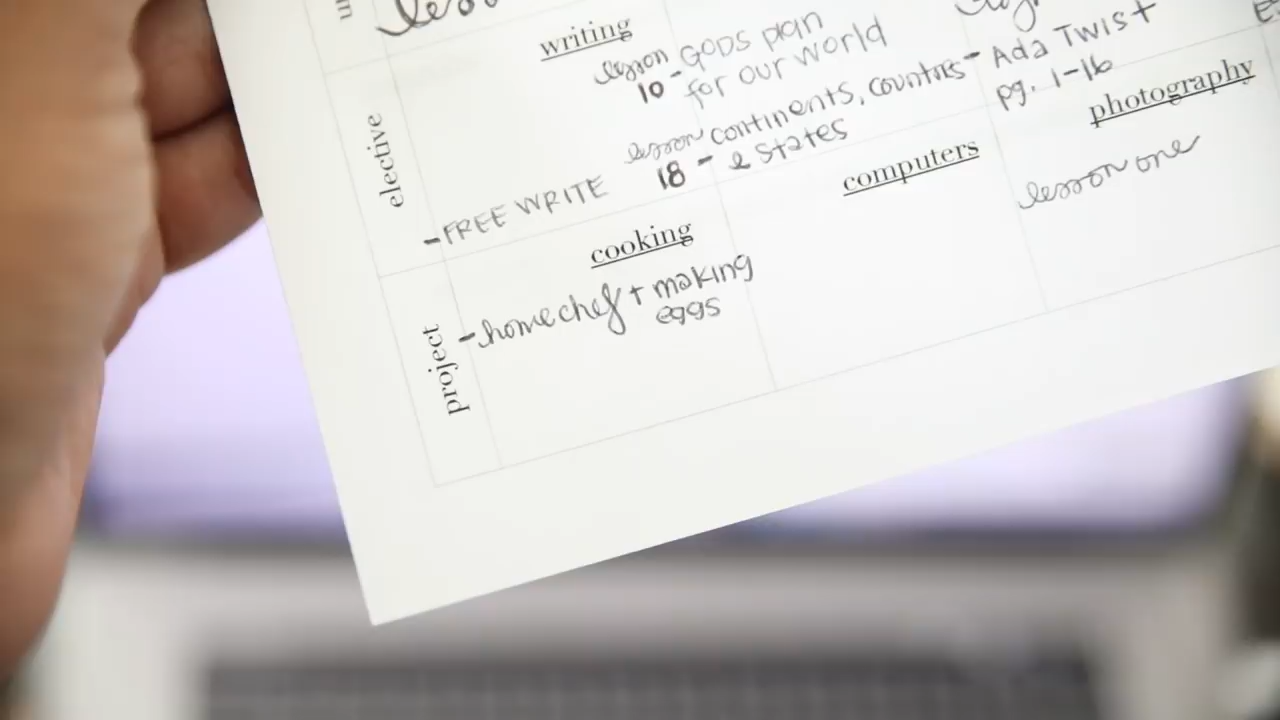 un
writing
lesson
10 - GODS plan
for our world
elective
lesson continents, countries
18 - & States
- FREE WRITE
- Ada Twist
pg. 1-16
photography
lesson one
computers
cooking
project
- home chef + making
eggs